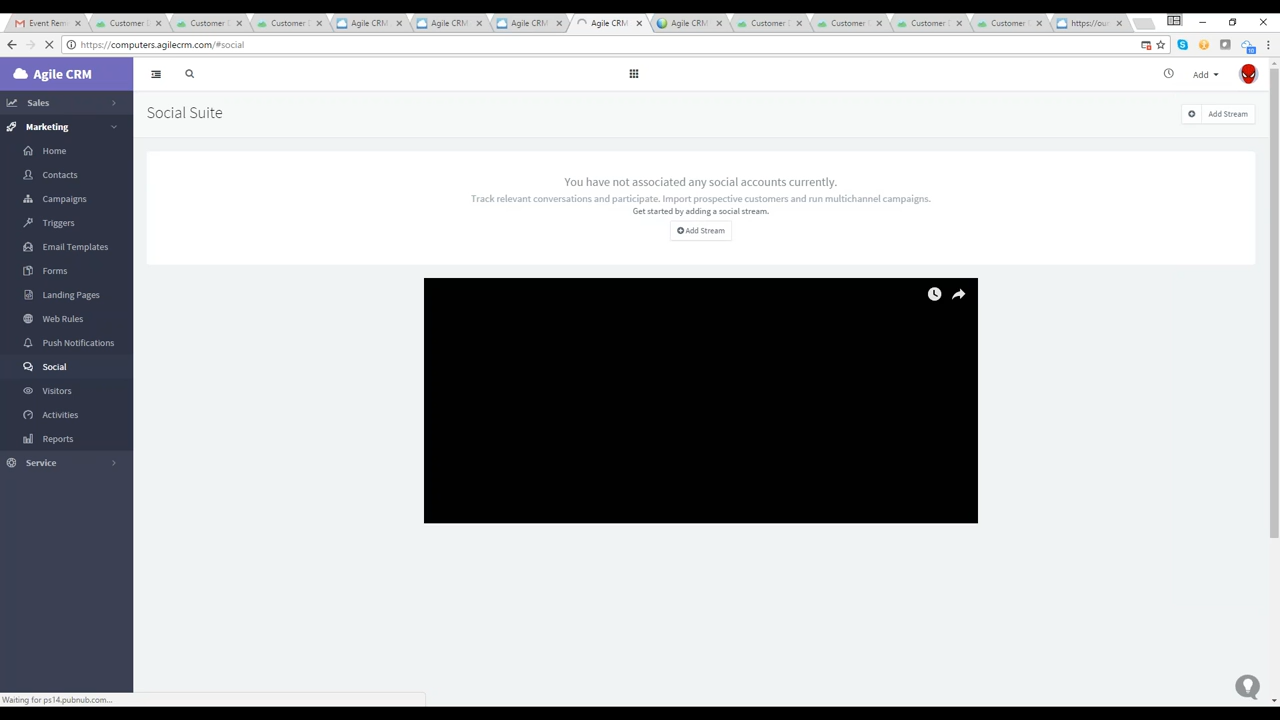 Event Rem
Customer
Customer
Customer
Agile CRM
Agile CRM
Agile CRM
Agile CRM
Agile CRM
Customer
Customer
Customer
Customer
https://ou
https://computers.agilecrm.com/#social
Agile CRM
Add
Sales
Marketing
Home
Contacts
Campaigns
Triggers
Email Templates
Forms
Landing Pages
Web Rules
Push Notifications
Social
Visitors
Activities
Reports
Service
Social Suite
Add Stream
You have not associated any social accounts currently.
Track relevant conversations and participate. Import prospective customers and run multichannel campaigns.
Get started by adding a social stream.
Add Stream
Waiting for ps14.pubnub.com...